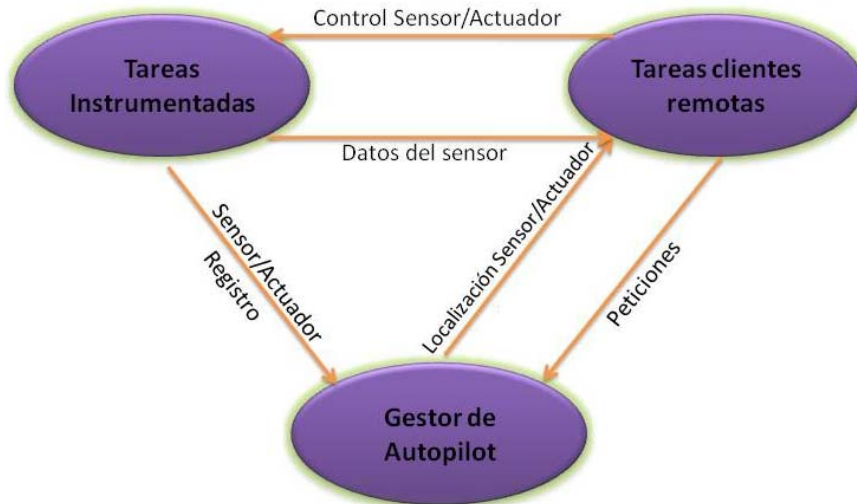 Control Sensor/Actuador
Tareas
Instrumentadas
Tareas clientes
remotas
Datos del sensor
Sensor/Actuador
Registro
Localización Sensor/Actuador
Peticiones
Gestor de
Autopilot